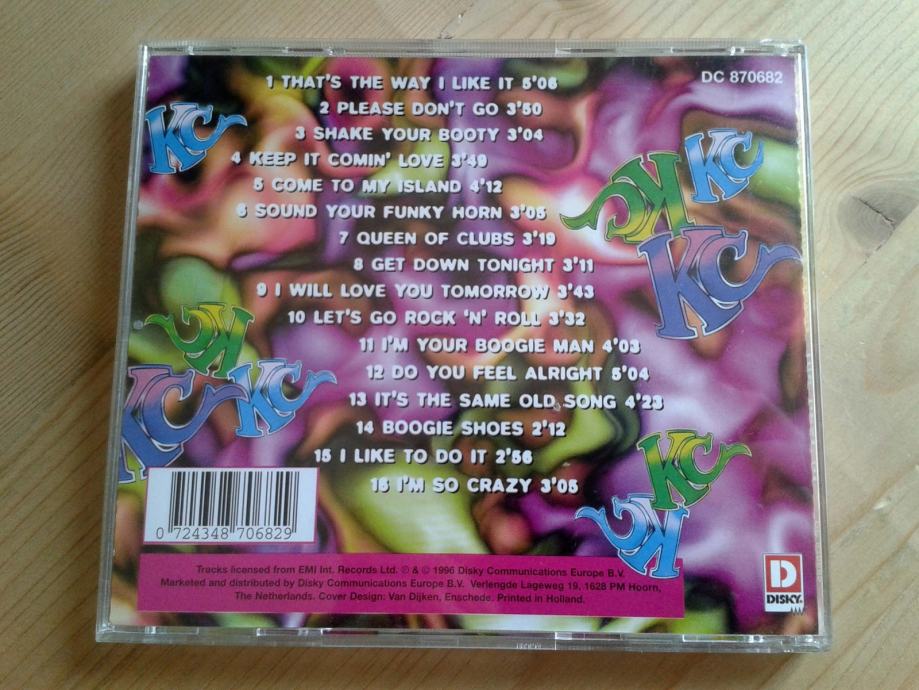 1 THAT'S THE WAY I LIKE IT 5'06
DC 870682
2 PLEASE DON'T GO 3'50
3 SHAKE YOUR BOOTY 3'04
4 KEEP IT COMIN' LOVE 3'49
5 COME TO MY ISLAND 4'12
6 SOUND YOUR FUNKY HORN 3'05
7 QUEEN OF CLUBS 3'19
8 GET DOWN TONIGHT 3'11
9 I WILL LOVE YOU TOMORROW 3'43
10 LET'S GO ROCK 'N' ROLL 3'32
11 I'M YOUR BOOGIE MAN 4'03
12 DO YOU FEEL ALRIGHT 5'04
13 IT'S THE SAME OLD SONG 4'23
14 BOOGIE SHOES 2'12
15 I LIKE TO DO IT 2'56
16 I'M SO CRAZY 3'05
KC
KC
KC
KC
KC
KC
KC
KC
KC
0 724348 706829
Tracks licensed from EMI Int. Records Ltd. ℗ & © 1996 Disky Communications Europe B.V.
Marketed and distributed by Disky Communications Europe B.V. Verlengde Lageweg 19, 1628 PM Hoorn,
The Netherlands. Cover Design: Van Dijken, Enschede. Printed in Holland.
D
DISKY